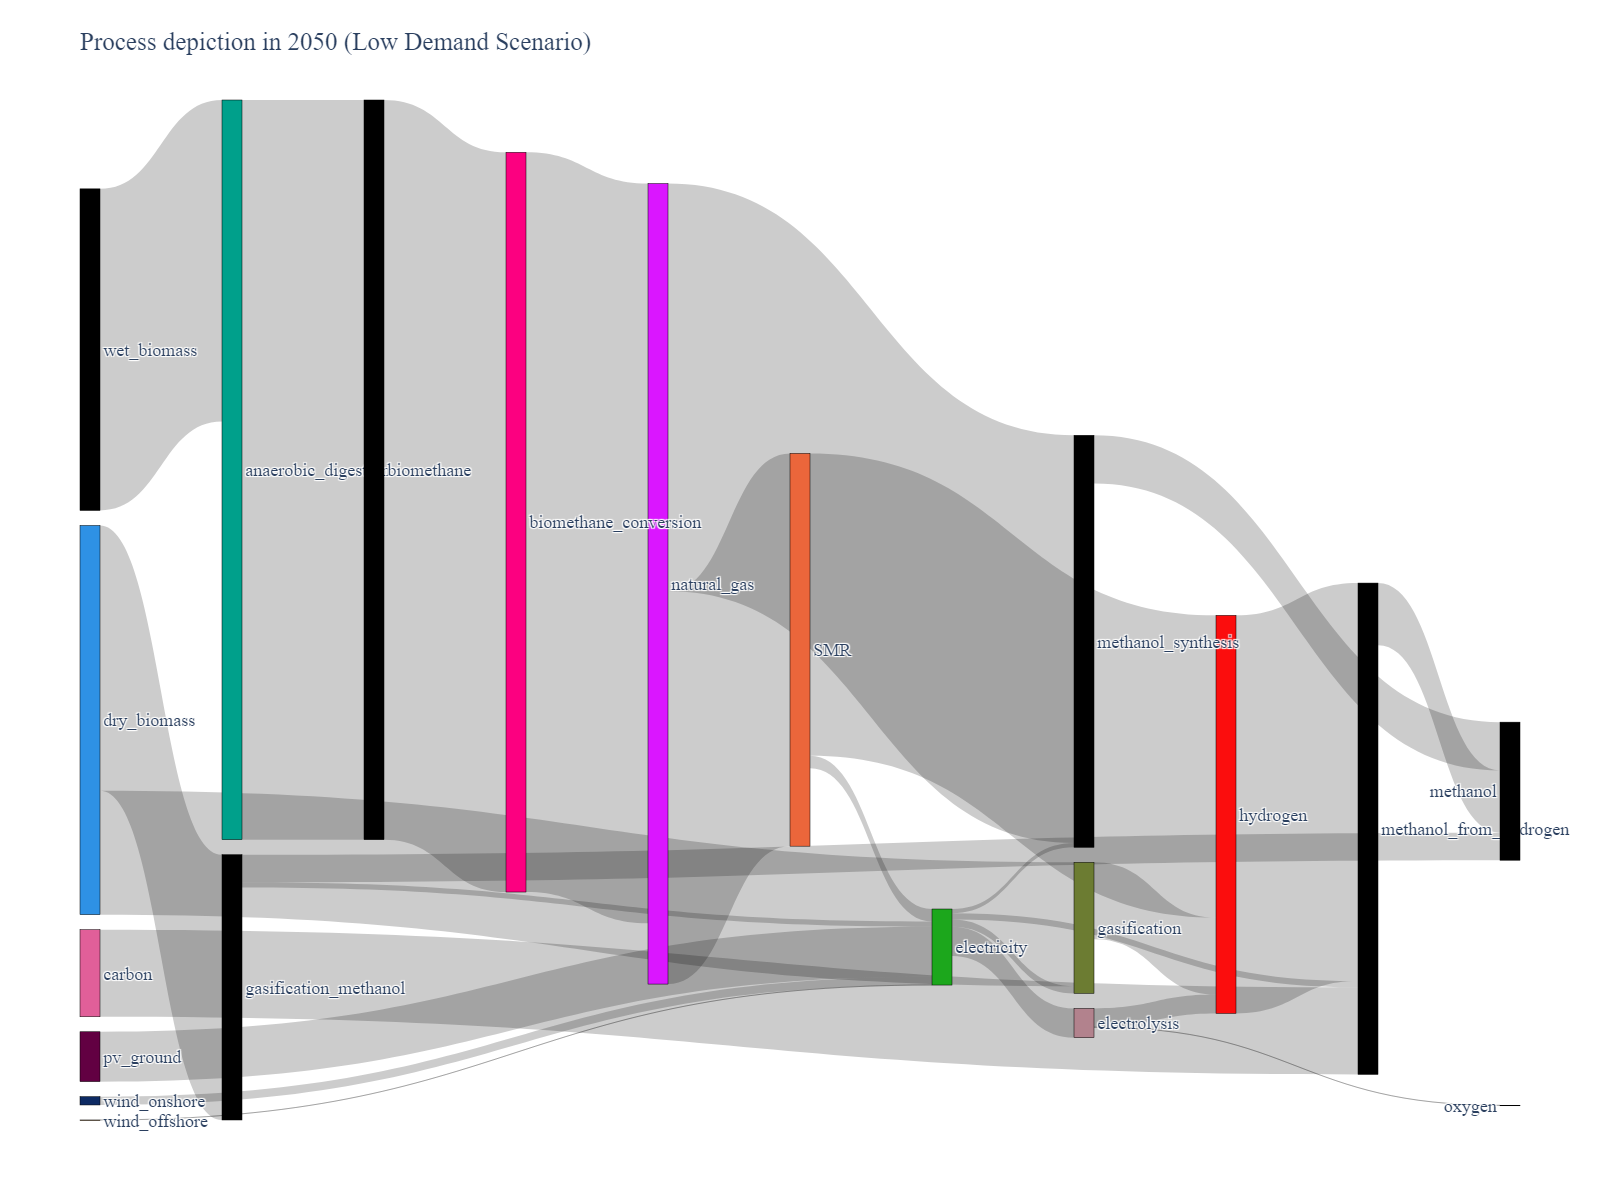 Process depiction in 2050 (Low Demand Scenario)
wet_biomass
anaerobic_digest
biomethane
biomethane_conversion
natural_gas
SMR
methanol_synthesis
dry_biomass
methanol
hydrogen
methanol_from_
drogen
gasification
electricity
carbon
gasification_methanol
electrolysis
pv_ground
wind_onshore
oxygen
wind_offshore